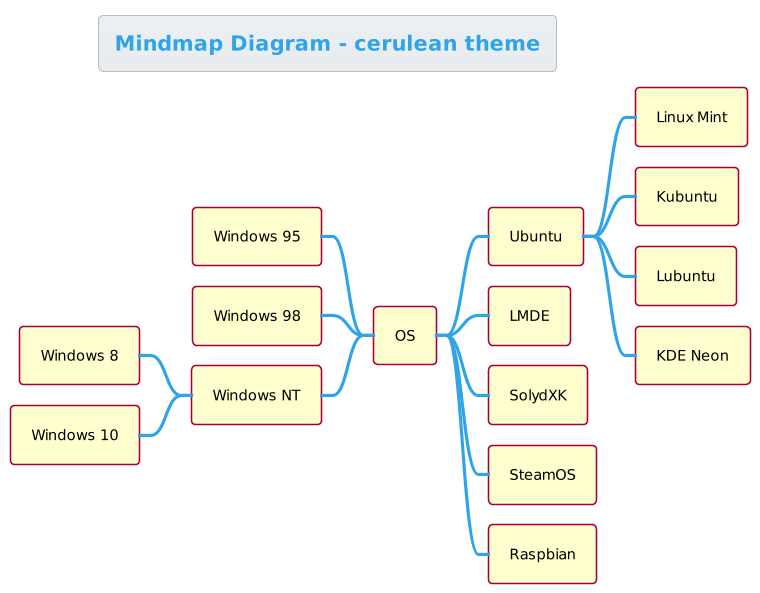 Mindmap Diagram - cerulean theme
Linux Mint
Kubuntu
Windows 95
Ubuntu
Lubuntu
Windows 98
LMDE
OS
Windows 8
KDE Neon
Windows NT
SolydXK
Windows 10
SteamOS
Raspbian